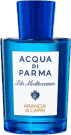 ACQUA
DI
PARMA
Blu Mediterraneo
ARANCIA
DI CAPRI